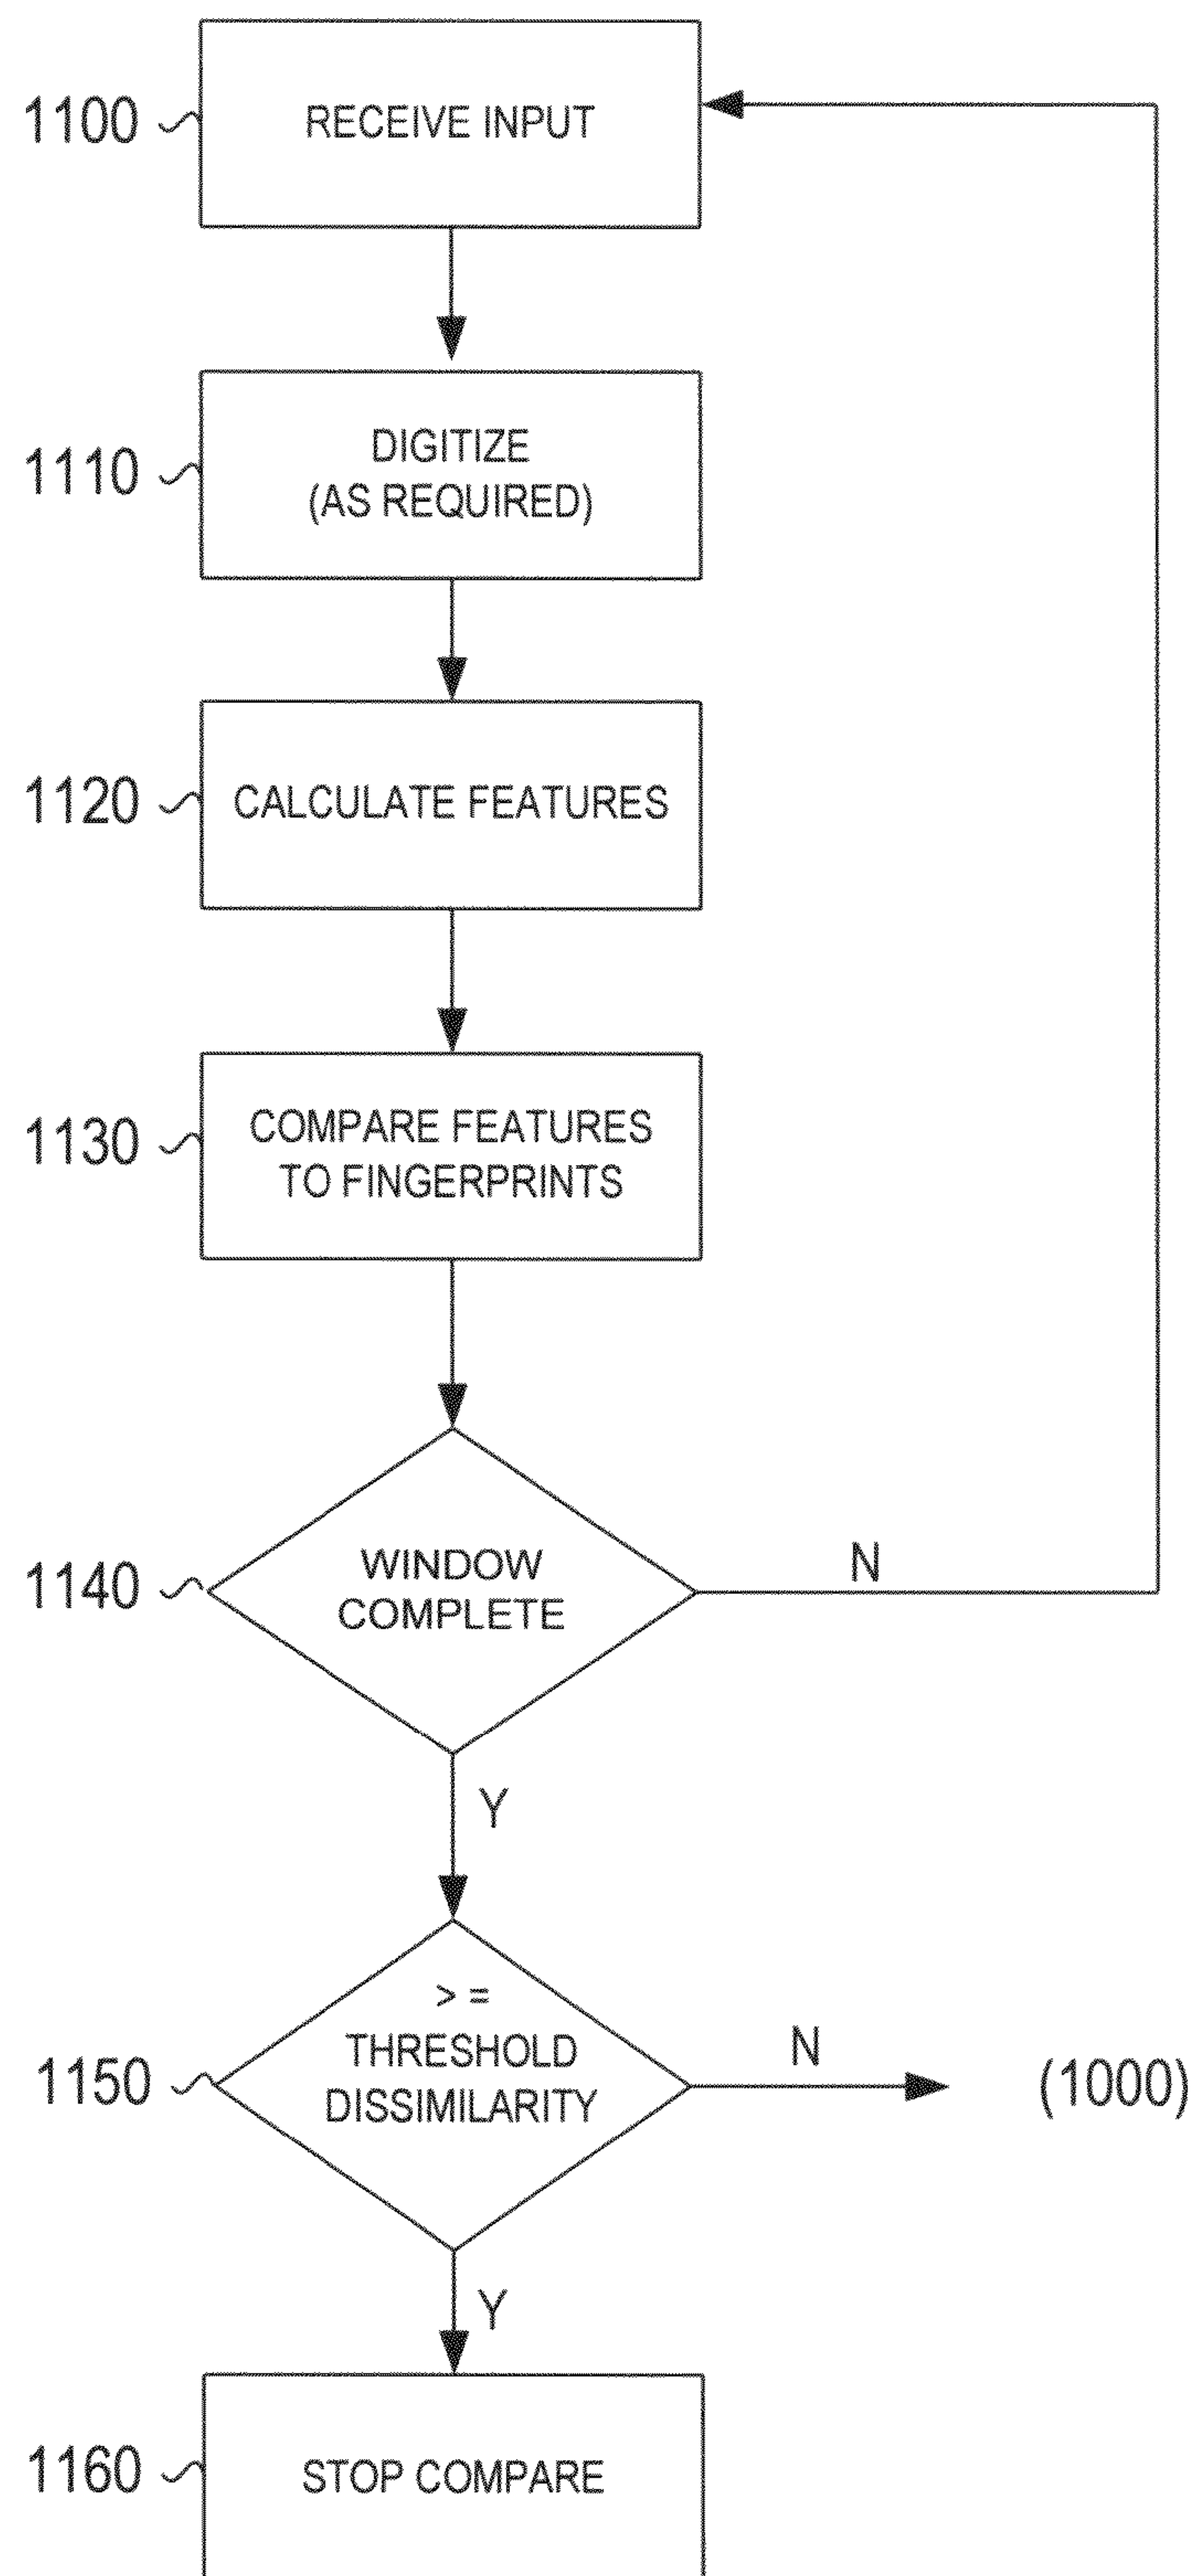 1100
RECEIVE INPUT
1110
DIGITIZE
(AS REQUIRED)
1120
CALCULATE FEATURES
1130
COMPARE FEATURES
TO FINGERPRINTS
1140
WINDOW
COMPLETE
N
Y
1150
> =
THRESHOLD
DISSIMILARITY
N
(1000)
Y
1160
STOP COMPARE